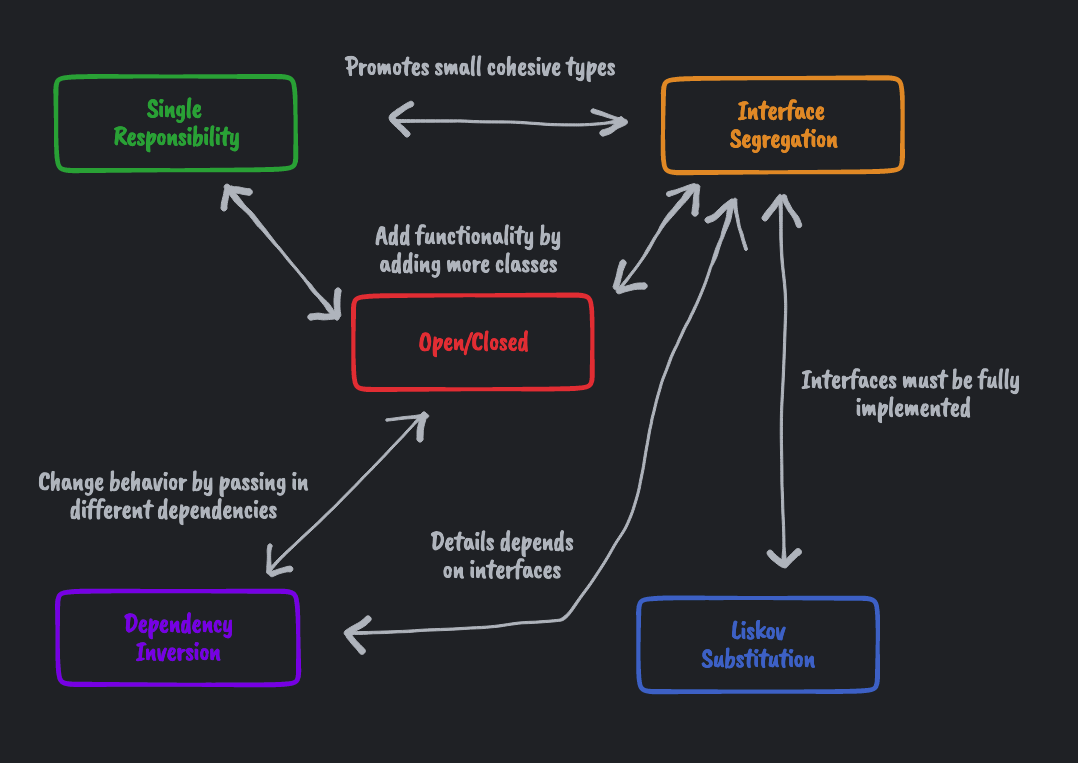 Promotes small cohesive types
Single
Responsibility
Interface
Segregation
Add functionality by
adding more classes
Open/Closed
Interfaces must be fully
implemented
Change behavior by passing in
different dependencies
Details depends
on interfaces
Dependency
Inversion
Liskov
Substitution